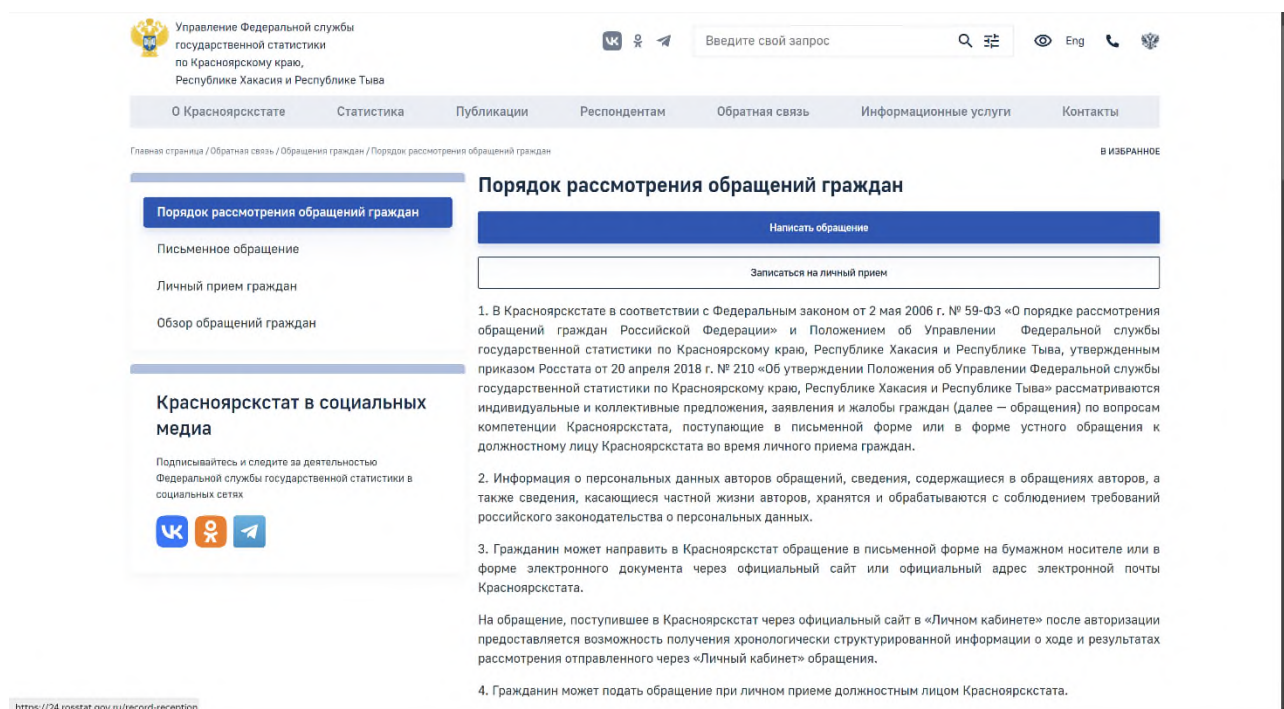 Управление Федеральной службы
государственной статистики
по Красноярскому краю,
Республике Хакасия и Республике Тыва
Введите свой запрос
Eng
О Красноярскстате
Статистика
Публикации
Респондентам
Обратная связь
Информационные услуги
Контакты
Главная страница / Обратная связь / Обращения граждан / Порядок рассмотрения обращений граждан
В ИЗБРАННОЕ
Порядок рассмотрения обращений граждан
Письменное обращение
Личный прием граждан
Обзор обращений граждан
Красноярскстат в социальных
медиа
Подписывайтесь и следите за деятельностью
Федеральной службы государственной статистики в
социальных сетях
Порядок рассмотрения обращений граждан
Написать обращение
Записаться на личный прием
1. В Красноярскстате в соответствии с Федеральным законом от 2 мая 2006 г. № 59-ФЗ «О порядке рассмотрения
обращений граждан Российской Федерации» и Положением об Управлении Федеральной службы
государственной статистики по Красноярскому краю, Республике Хакасия и Республике Тыва, утвержденным
приказом Росстата от 20 апреля 2018 г. № 210 «Об утверждении Положения об Управлении Федеральной службы
государственной статистики по Красноярскому краю, Республике Хакасия и Республике Тыва» рассматриваются
индивидуальные и коллективные предложения, заявления и жалобы граждан (далее — обращения) по вопросам
компетенции Красноярскстата, поступающие в письменной форме или в форме устного обращения к
должностному лицу Красноярскстата во время личного приема граждан.
2. Информация о персональных данных авторов обращений, сведения, содержащиеся в обращениях авторов, а
также сведения, касающиеся частной жизни авторов, хранятся и обрабатываются с соблюдением требований
российского законодательства о персональных данных.
3. Гражданин может направить в Красноярскстат обращение в письменной форме на бумажном носителе или в
форме электронного документа через официальный сайт или официальный адрес электронной почты
Красноярскстата.
На обращение, поступившее в Красноярскстат через официальный сайт в «Личном кабинете» после авторизации
предоставляется возможность получения хронологически структурированной информации о ходе и результатах
рассмотрения отправленного через «Личный кабинет» обращения.
4. Гражданин может подать обращение при личном приеме должностным лицом Красноярскстата.
https://24.rosstat.gov.ru/record-reception